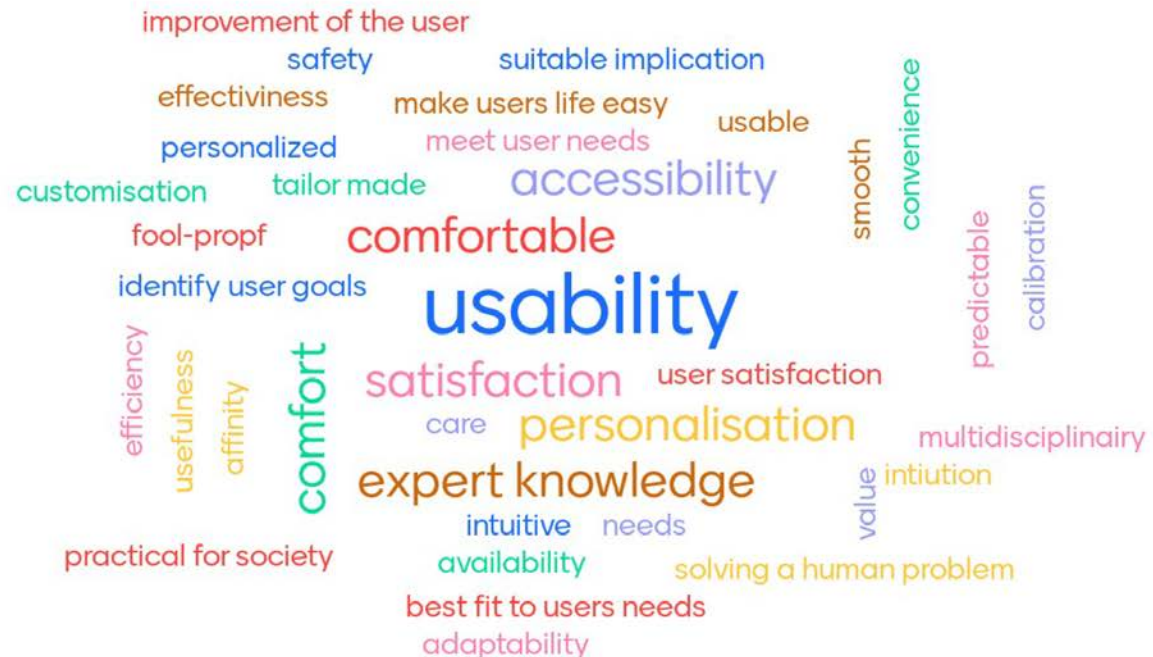 improvement of the user
safety
suitable implication
effectiviness
make users life easy
usable
convenience
personalized
meet user needs
smooth
customisation
tailor made
accessibility
calibration
fool-propf
comfortable
predictable
identify user goals
usability
efficiency
usefulness
affinity
comfort
satisfaction
user satisfaction
care
personalisation
multidisciplinairy
expert knowledge
value
intiution
intuitive
needs
practical for society
availability
solving a human problem
best fit to users needs
adaptability